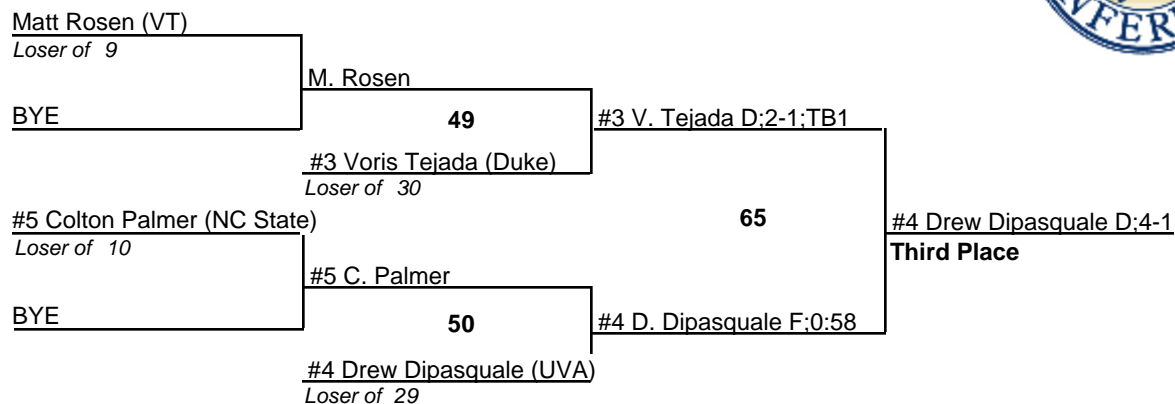 Matt Rosen (VT)
Loser of 9
M. Rosen
BYE
49
#3 V. Tejada D;2-1;TB1
#3 Voris Tejada (Duke)
Loser of 30
#5 Colton Palmer (NC State)
Loser of 10
65
#4 Drew Dipasquale D;4-1
Third Place
#5 C. Palmer
BYE
50
#4 D. Dipasquale F;0:58
#4 Drew Dipasquale (UVA)
Loser of 29